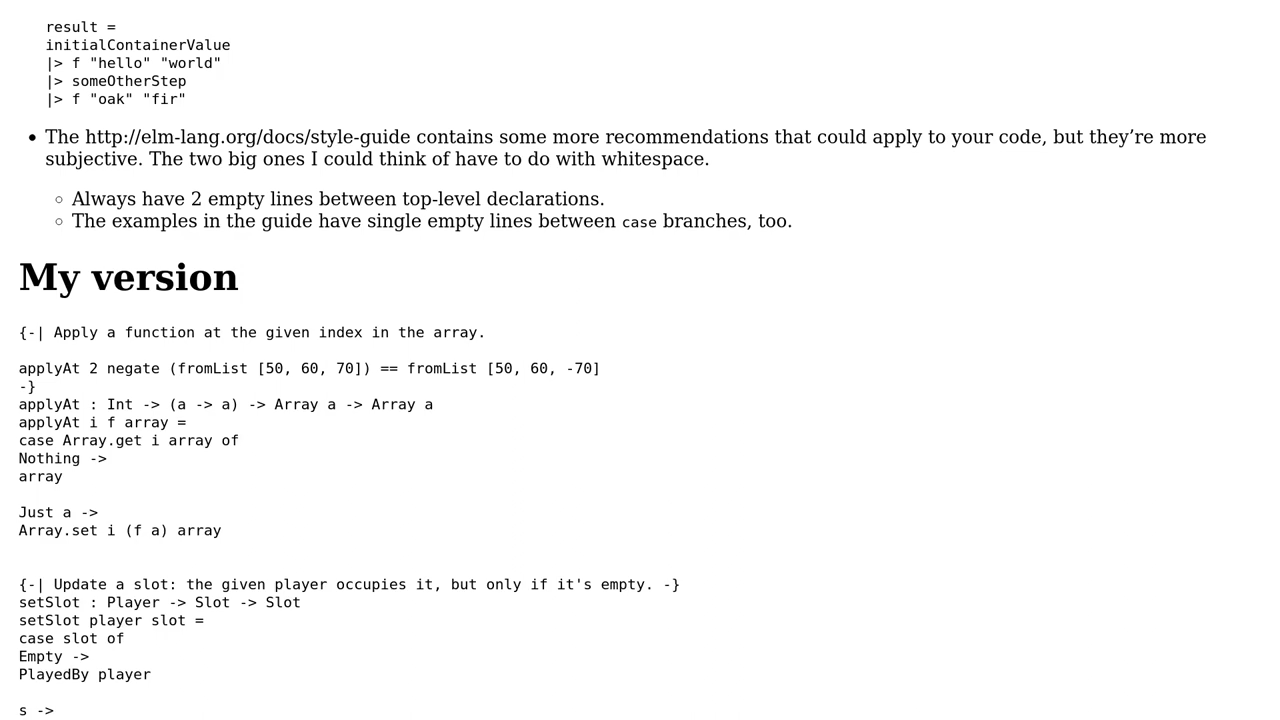 result =
initialContainerValue
|> f "hello" "world"
|> someOtherStep
|> f "oak" "fir"
• The http://elm-lang.org/docs/style-guide contains some more recommendations that could apply to your code, but they’re more
subjective. The two big ones I could think of have to do with whitespace.
◦ Always have 2 empty lines between top-level declarations.
◦ The examples in the guide have single empty lines between case branches, too.
My version
{-| Apply a function at the given index in the array.
applyAt 2 negate (fromList [50, 60, 70]) == fromList [50, 60, -70]
-}
applyAt : Int -> (a -> a) -> Array a -> Array a
applyAt i f array =
case Array.get i array of
Nothing ->
array
Just a ->
Array.set i (f a) array
{-| Update a slot: the given player occupies it, but only if it's empty. -}
setSlot : Player -> Slot -> Slot
setSlot player slot =
case slot of
Empty ->
PlayedBy player
s ->